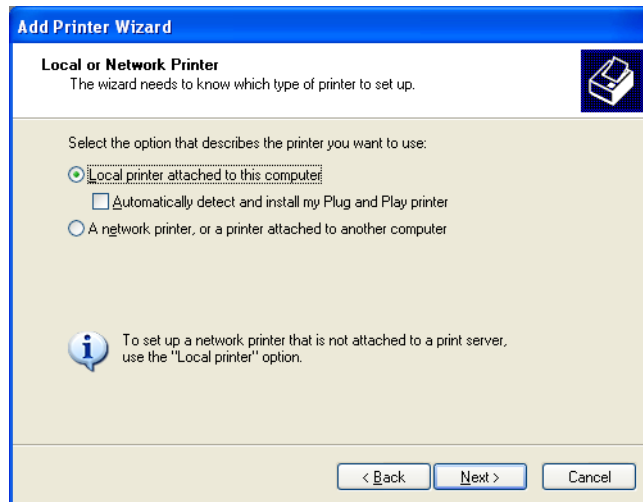 Add Printer Wizard
Local or Network Printer
The wizard needs to know which type of printer to set up.
Select the option that describes the printer you want to use:
Local printer attached to this computer
Automatically detect and install my Plug and Play printer
A network printer, or a printer attached to another computer
To set up a network printer that is not attached to a print server,
use the "Local printer" option.
< Back Next > Cancel